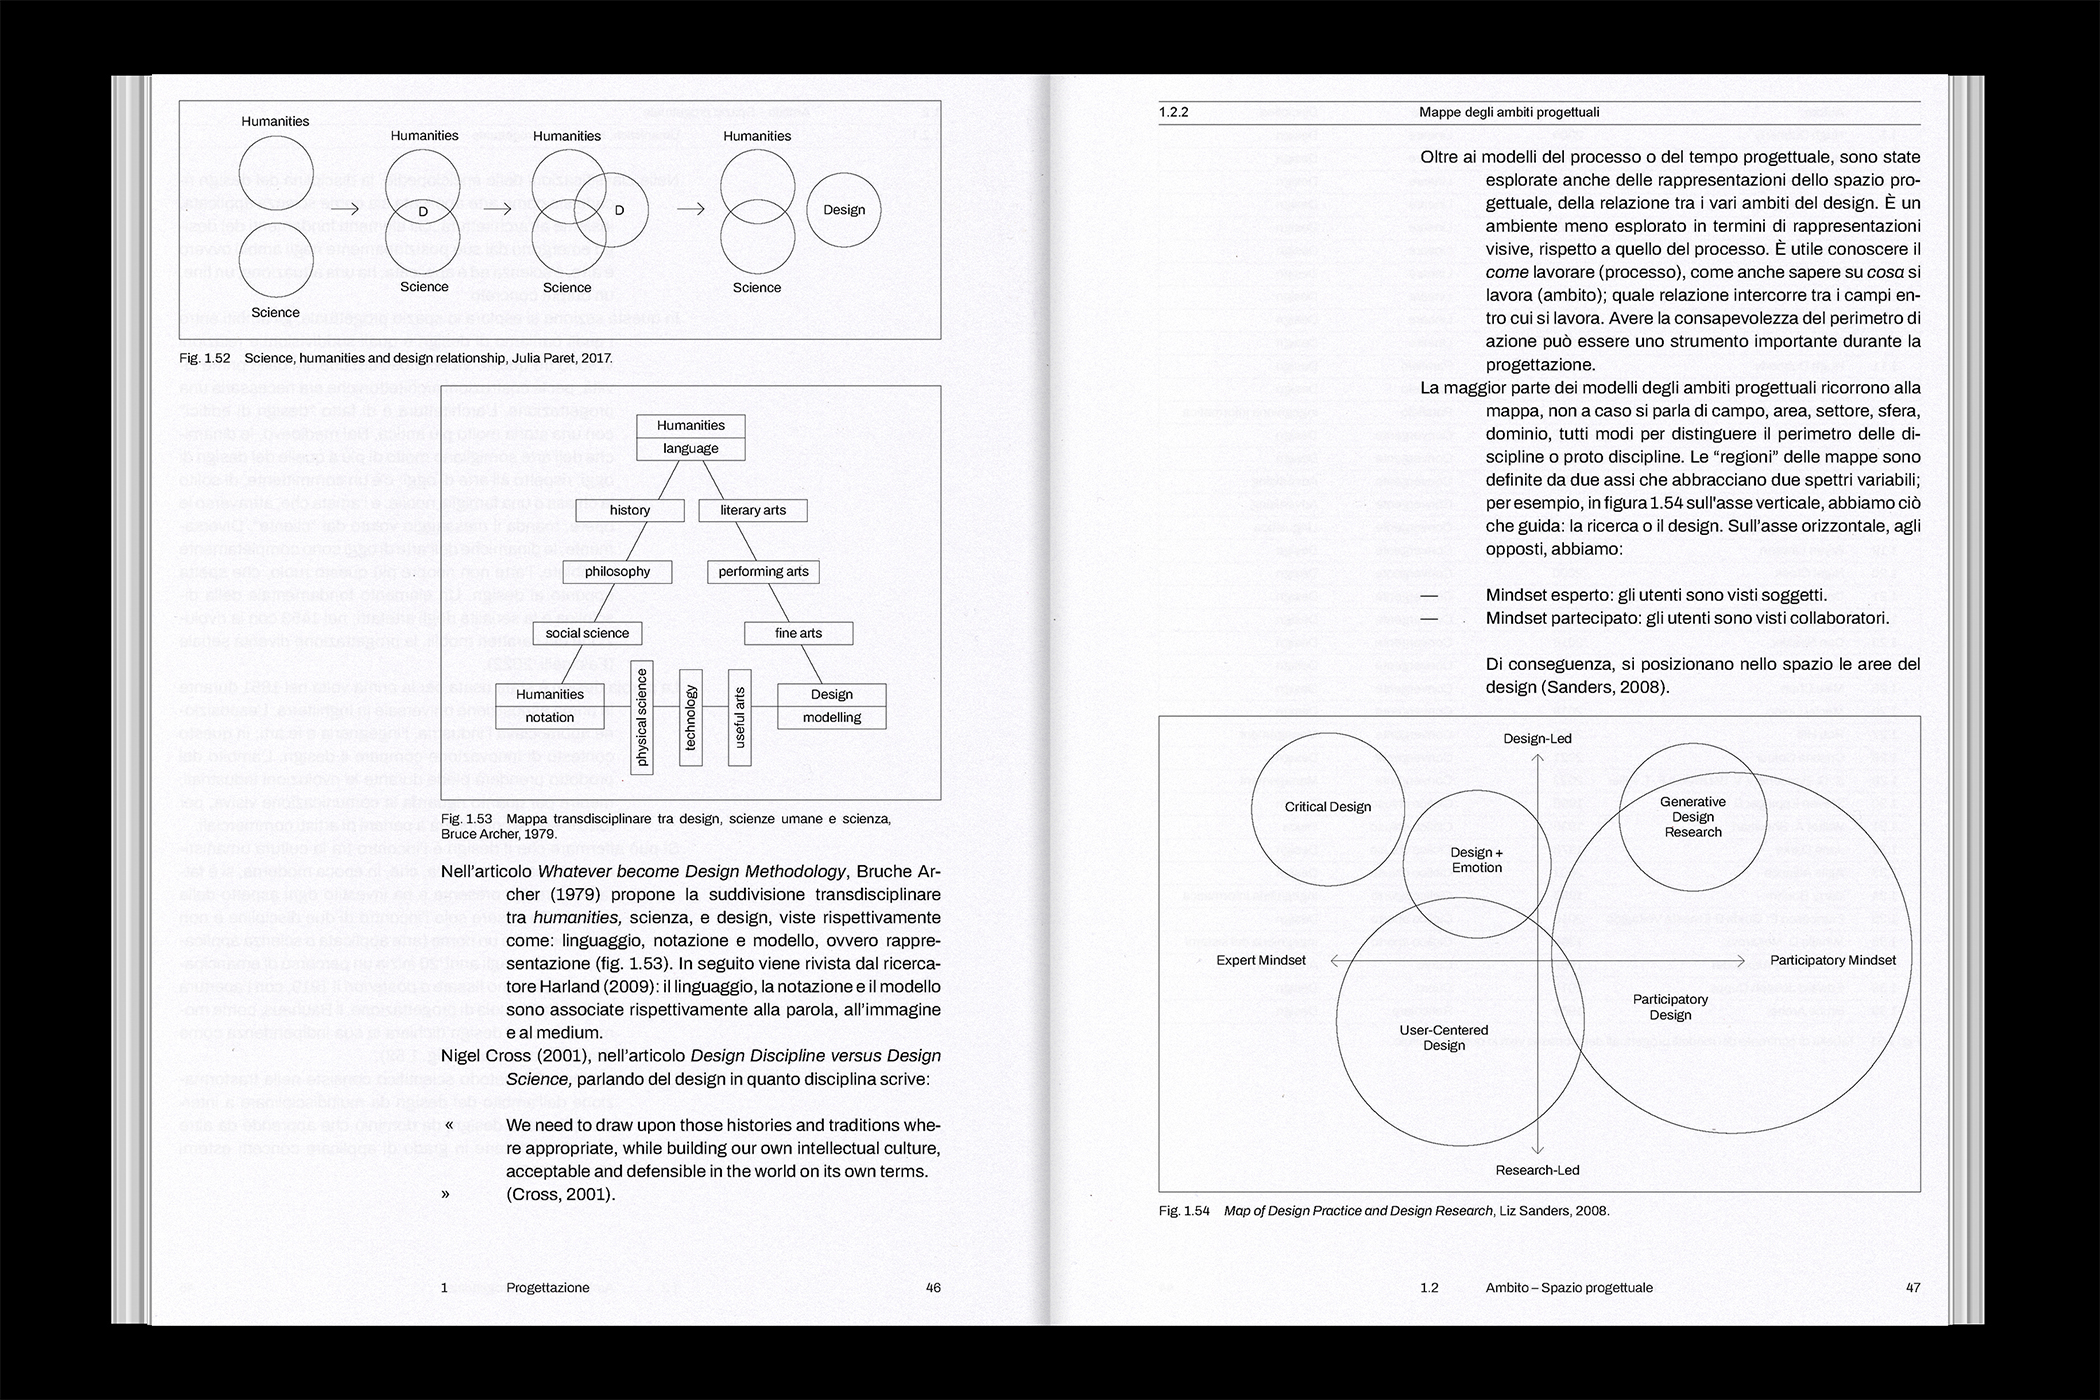 Humanities
Humanities
Humanities
Humanities
D
D
Design
Science
Science
Science
Science
Fig. 1.52 Science, humanities and design relationship, Julia Paret, 2017.
Humanities
language
history
literary arts
philosophy
performing arts
social science
fine arts
Humanities
notation
physical science
technology
useful arts
Design
modelling
Fig. 1.53 Mappa transdisciplinare tra design, scienze umane e scienza,
Bruce Archer, 1979.
Nell'articolo Whatever become Design Methodology, Bruche Ar-
cher (1979) propone la suddivisione transdisciplinare
tra humanities, scienza, e design, viste rispettivamente
come: linguaggio, notazione e modello, ovvero rappre-
sentazione (fig. 1.53). In seguito viene rivista dal ricerca-
tore Harland (2009): il linguaggio, la notazione e il modello
sono associate rispettivamente alla parola, all'immagine
e al medium.
Nigel Cross (2001), nell'articolo Design Discipline versus Design
Science, parlando del design in quanto disciplina scrive:
« We need to draw upon those histories and traditions whe-
re appropriate, while building our own intellectual culture,
acceptable and defensible in the world on its own terms.
» (Cross, 2001).
1 Progettazione 46
1.2.2 Mappe degli ambiti progettuali
Oltre ai modelli del processo o del tempo progettuale, sono state
esplorate anche delle rappresentazioni dello spazio pro-
gettuale, della relazione tra i vari ambiti del design. È un
ambiente meno esplorato in termini di rappresentazioni
visive, rispetto a quello del processo. È utile conoscere il
come lavorare (processo), come anche sapere su cosa si
lavora (ambito); quale relazione intercorre tra i campi en-
tro cui si lavora. Avere la consapevolezza del perimetro di
azione può essere uno strumento importante durante la
progettazione.
La maggior parte dei modelli degli ambiti progettuali ricorrono alla
mappa, non a caso si parla di campo, area, settore, sfera,
dominio, tutti modi per distinguere il perimetro delle di-
scipline o proto discipline. Le “regioni” delle mappe sono
definite da due assi che abbracciano due spettri variabili;
per esempio, in figura 1.54 sull'asse verticale, abbiamo ciò
che guida: la ricerca o il design. Sull'asse orizzontale, agli
opposti, abbiamo:
— Mindset esperto: gli utenti sono visti soggetti.
— Mindset partecipato: gli utenti sono visti collaboratori.
Di conseguenza, si posizionano nello spazio le aree del
design (Sanders, 2008).
Design-Led
Critical Design
Generative
Design
Research
Design +
Emotion
Expert Mindset
Participatory Mindset
Participatory
Design
User-Centered
Design
Research-Led
Fig. 1.54 Map of Design Practice and Design Research, Liz Sanders, 2008.
1.2 Ambito – Spazio progettuale 47